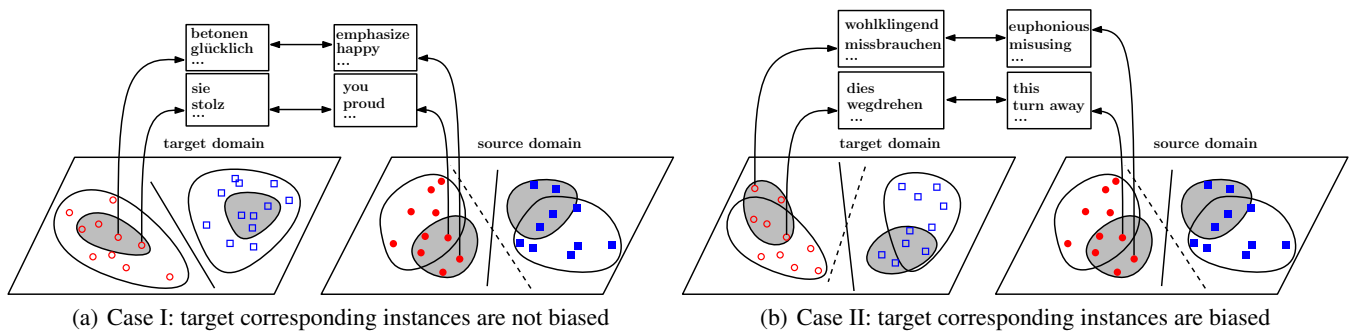 betonen
glücklich
...
emphasize
happy
...
sie
stolz
...
you
proud
...
target domain
source domain
(a) Case I: target corresponding instances are not biased
wohlklingend
missbrauchen
...
euphonious
misusing
...
dies
wegdrehen
...
this
turn away
...
target domain
source domain
(b) Case II: target corresponding instances are biased